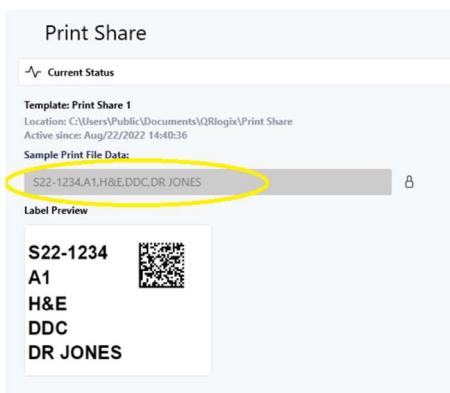 Print Share
Current Status
Template: Print Share 1
Location: C:\Users\Public\Documents\QRlogix\Print Share
Active since: Aug/22/2022 14:40:36
Sample Print File Data:
S22-1234,A1,H&E,DDC,DR JONES
Label Preview
S22-1234
A1
H&E
DDC
DR JONES